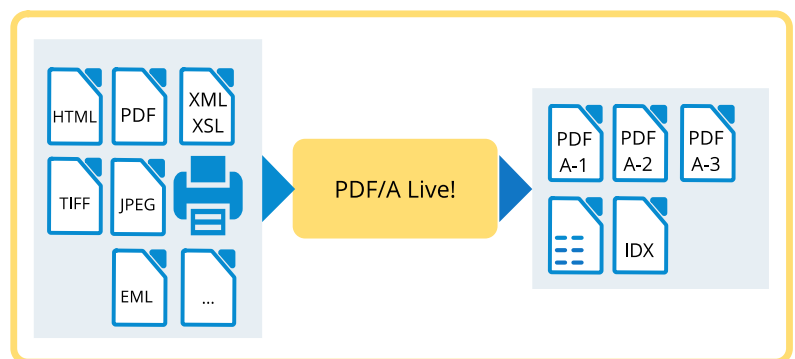 HTML
PDF
XML
XSL
TIFF
JPEG
EML
...
PDF/A Live!
PDF
A-1
PDF
A-2
PDF
A-3
IDX